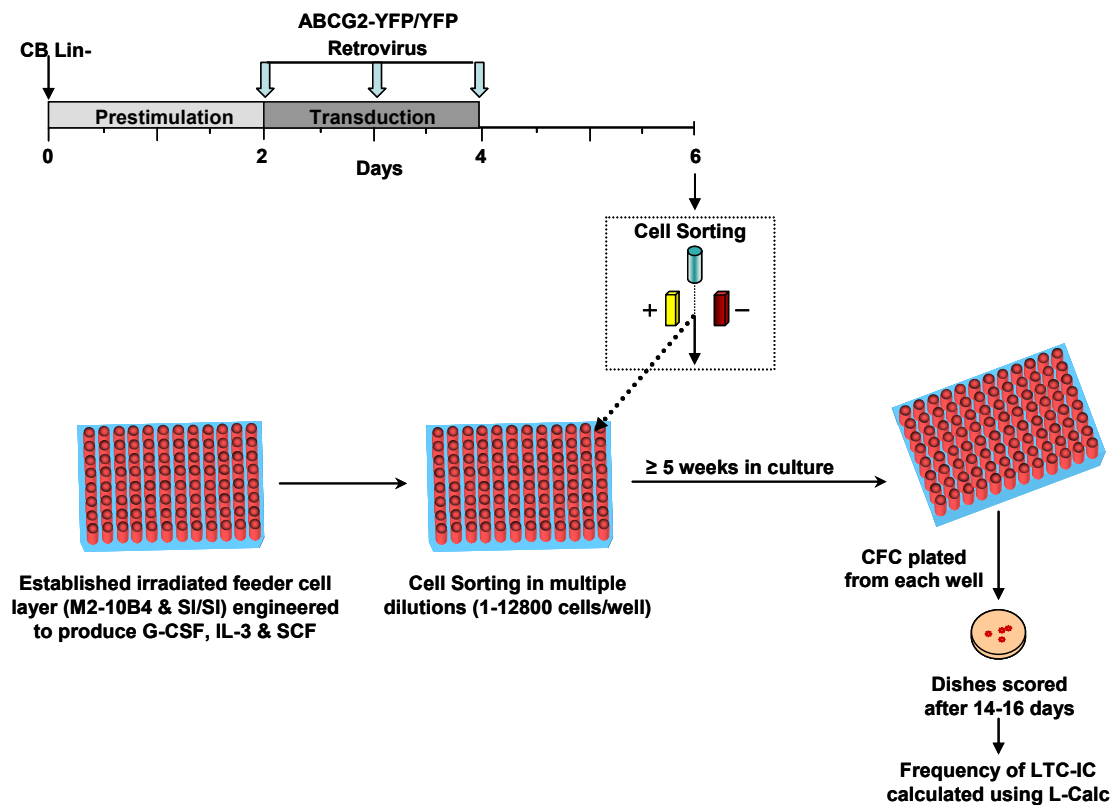 ABCG2-YFP/YFP
Retrovirus
CB Lin-
Prestimulation
Transduction
0
2
4
6
Days
Cell Sorting
+
–
≥ 5 weeks in culture
Established irradiated feeder cell
layer (M2-10B4 & Sl/Sl) engineered
to produce G-CSF, IL-3 & SCF
Cell Sorting in multiple
dilutions (1-12800 cells/well)
CFC plated
from each well
Dishes scored
after 14-16 days
Frequency of LTC-IC
calculated using L-Calc